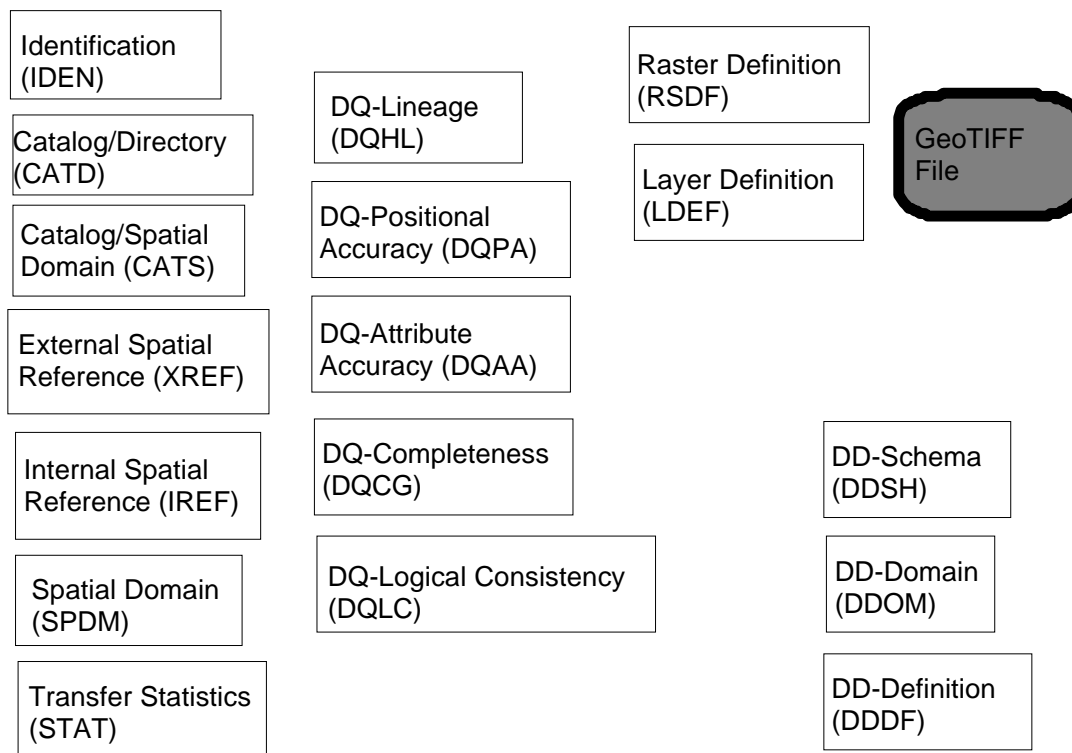 Identification
(IDEN)
Catalog/Directory
(CATD)
Catalog/Spatial
Domain (CATS)
External Spatial
Reference (XREF)
Internal Spatial
Reference (IREF)
Spatial Domain
(SPDM)
Transfer Statistics
(STAT)
DQ-Lineage
(DQHL)
DQ-Positional
Accuracy (DQPA)
DQ-Attribute
Accuracy (DQAA)
DQ-Completeness
(DQCG)
DQ-Logical Consistency
(DQLC)
Raster Definition
(RSDF)
Layer Definition
(LDEF)
GeoTIFF
File
DD-Schema
(DDSH)
DD-Domain
(DDOM)
DD-Definition
(DDDF)